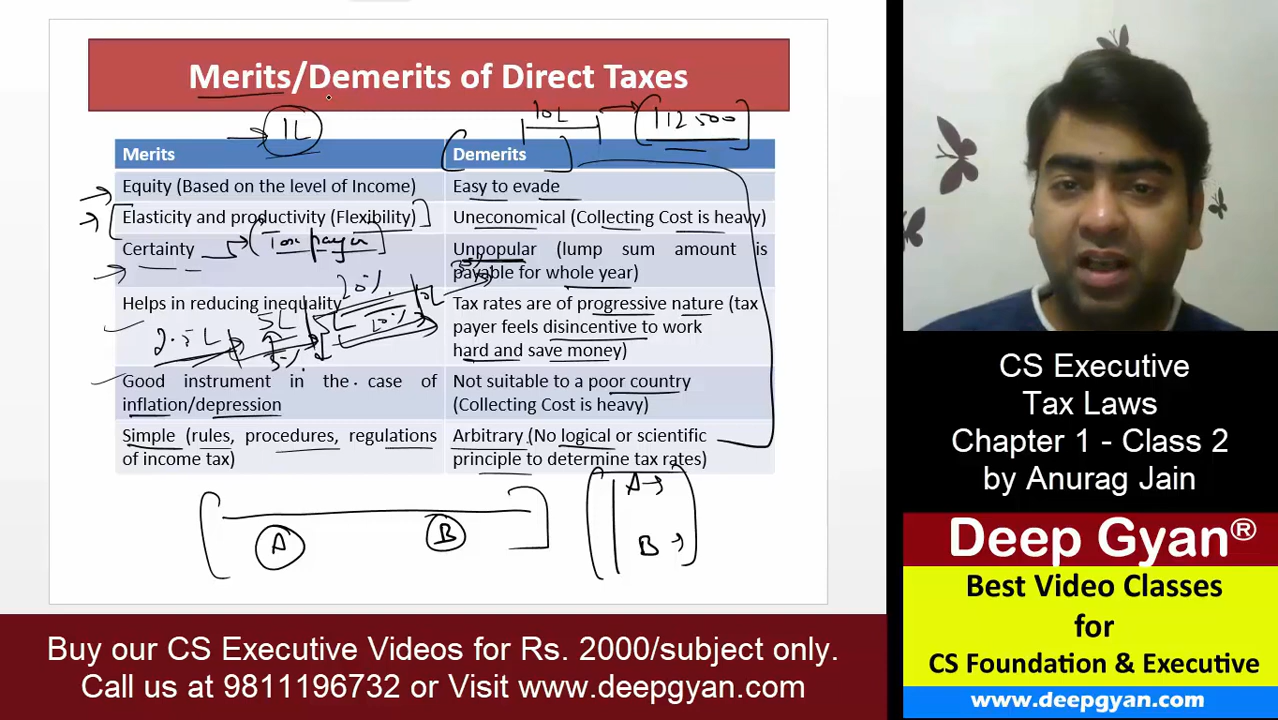 Merits/Demerits of Direct Taxes
1L
10L
112500
Merits
Demerits
Equity (Based on the level of Income)
Easy to evade
Elasticity and productivity (Flexibility)
Uneconomical (Collecting Cost is heavy)
Certainty
Tax payer
Unpopular (lump sum amount is
payable for whole year)
Helps in reducing inequality
20%
10L
2.5L
5L
5L
10%
5%
Tax rates are of progressive nature (tax
payer feels disincentive to work
hard and save money)
Good instrument in the case of
inflation/depression
Not suitable to a poor country
(Collecting Cost is heavy)
Simple (rules, procedures, regulations
of income tax)
Arbitrary (No logical or scientific
principle to determine tax rates)
A
B
A
B
CS Executive
Tax Laws
Chapter 1 - Class 2
by Anurag Jain
Deep Gyan®
Best Video Classes
for
CS Foundation & Executive
www.deepgyan.com
Buy our CS Executive Videos for Rs. 2000/subject only.
Call us at 9811196732 or Visit www.deepgyan.com